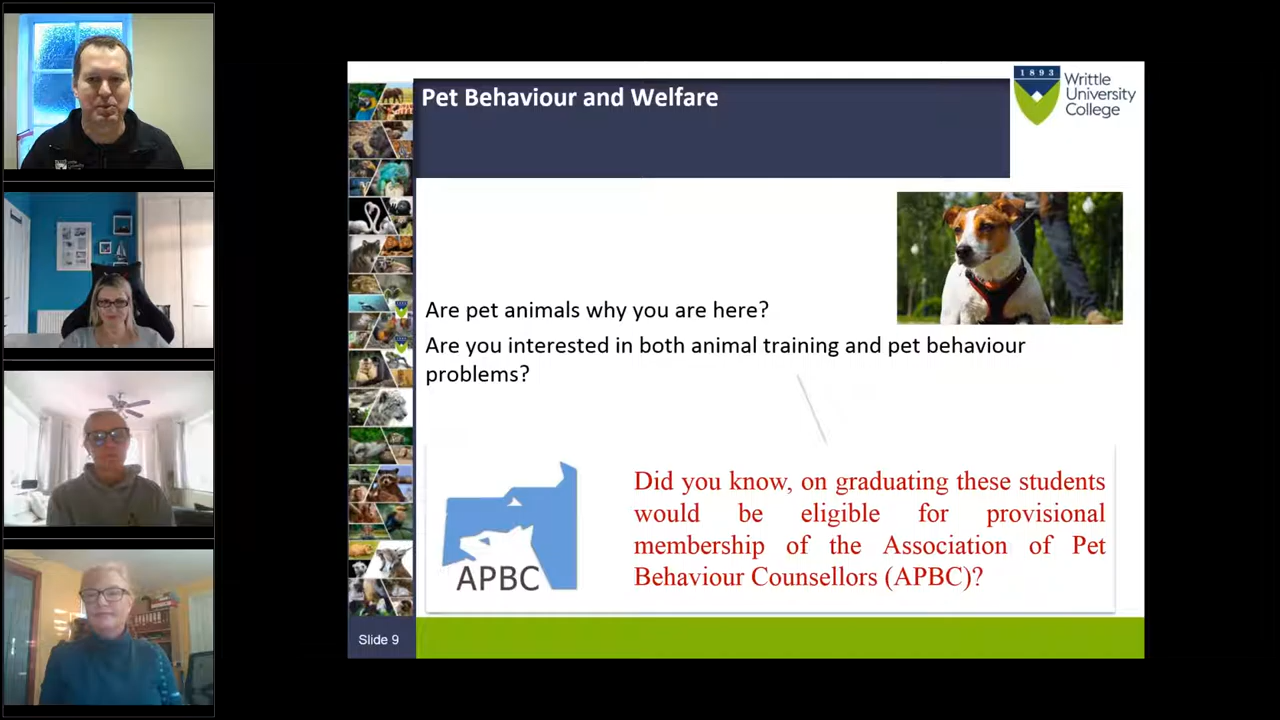 Pet Behaviour and Welfare
1893
Writtle
University
College
Are pet animals why you are here?
Are you interested in both animal training and pet behaviour
problems?
Did you know, on graduating these students
would be eligible for provisional
membership of the Association of Pet
Behaviour Counsellors (APBC)?
APBC
Slide 9